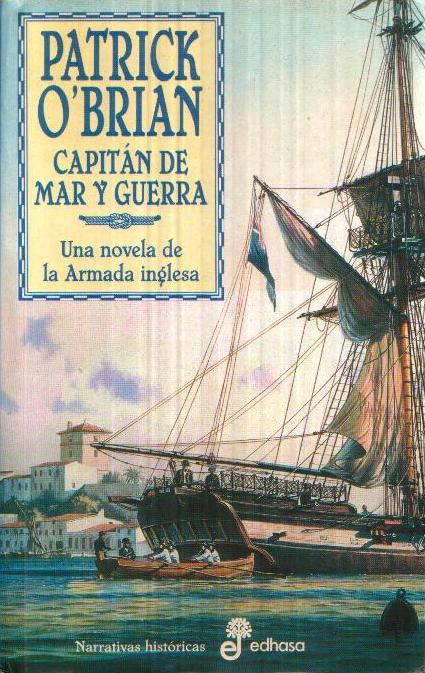 PATRICK
O'BRIAN
CAPITÁN DE
MAR Y GUERRA
Una novela de
la Armada inglesa
Narrativas históricas
edhasa